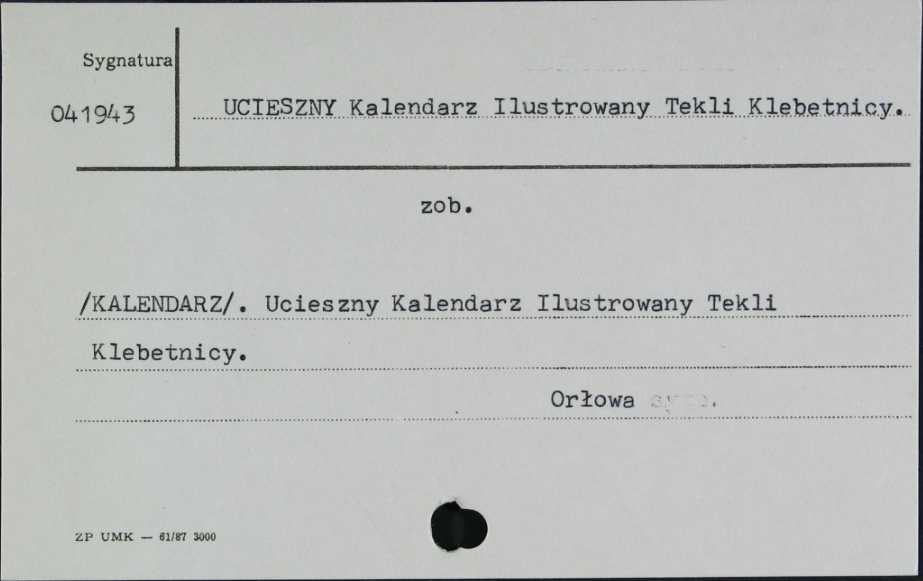 Sygnatura
041943
UCIESZNY Kalendarz Ilustrowany Tekli Klebetnicy.
zob.
/KALENDARZ/. Ucieszny Kalendarz Ilustrowany Tekli
Klebetnicy.
Orłowa
ZP UMK — 61/87 3000